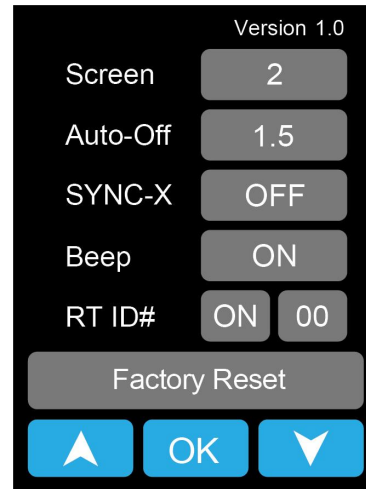 Version 1.0
Screen 2
Auto-Off 1.5
SYNC-X OFF
Beep ON
RT ID# ON 00
Factory Reset
OK